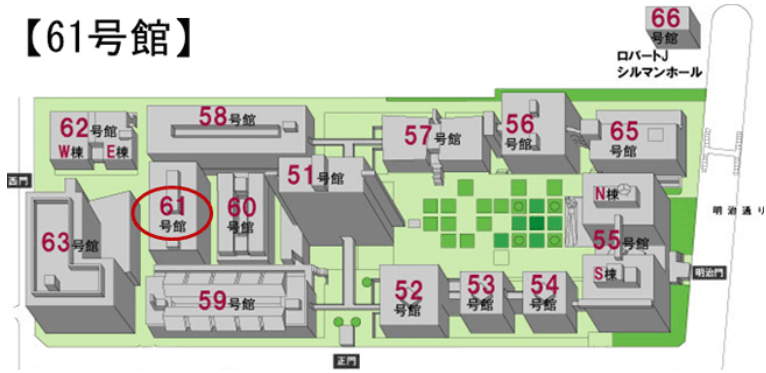 【61号館】
66
号館
ロバートJ
シルマンホール
62号館
W棟 E棟
58号館
57号館
56
号館
65
号館
西門
61
号館
60
号館
51号館
N棟
明治通り
63号館
55
号館
S棟
明治門
59号館
52
号館
53
号館
54
号館
正門